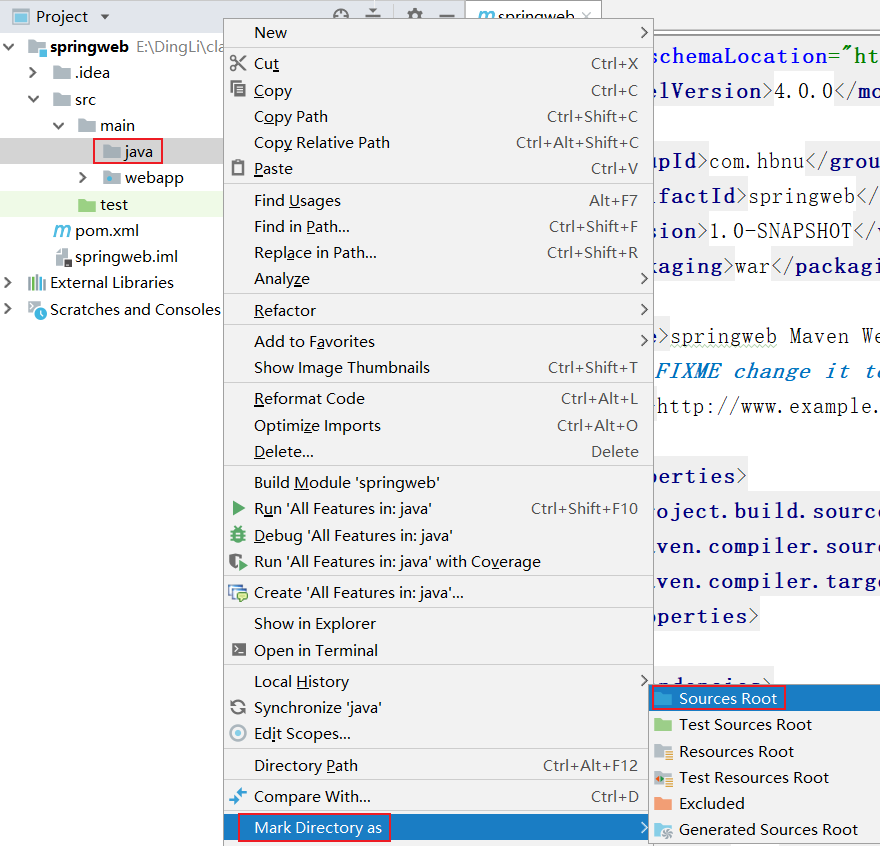 Project
springweb E:\DingLi\cla
.idea
src
main
java
webapp
test
pom.xml
springweb.iml
External Libraries
Scratches and Consoles
New
Cut Ctrl+X
Copy Ctrl+C
Copy Path Ctrl+Shift+C
Copy Relative Path Ctrl+Alt+Shift+C
Paste Ctrl+V
Find Usages Alt+F7
Find in Path... Ctrl+Shift+F
Replace in Path... Ctrl+Shift+R
Analyze
Refactor
Add to Favorites
Show Image Thumbnails Ctrl+Shift+T
Reformat Code Ctrl+Alt+L
Optimize Imports Ctrl+Alt+O
Delete... Delete
Build Module 'springweb'
Run 'All Features in: java' Ctrl+Shift+F10
Debug 'All Features in: java'
Run 'All Features in: java' with Coverage
Create 'All Features in: java'...
Show in Explorer
Open in Terminal
Local History
Synchronize 'java'
Edit Scopes...
Directory Path Ctrl+Alt+F12
Compare With... Ctrl+D
Mark Directory as
Sources Root
Test Sources Root
Resources Root
Test Resources Root
Excluded
Generated Sources Root
springweb
schemaLocation="ht
elVersion>4.0.0</mo
upId>com.hbnu</grou
ifactId>springweb</
sion>1.0-SNAPSHOT</v
kaging>war</packagi
e>springweb Maven We
FIXME change it to
>http://www.example.
perties>
roject.build.source
aven.compiler.sour
aven.compiler.targe
operties>